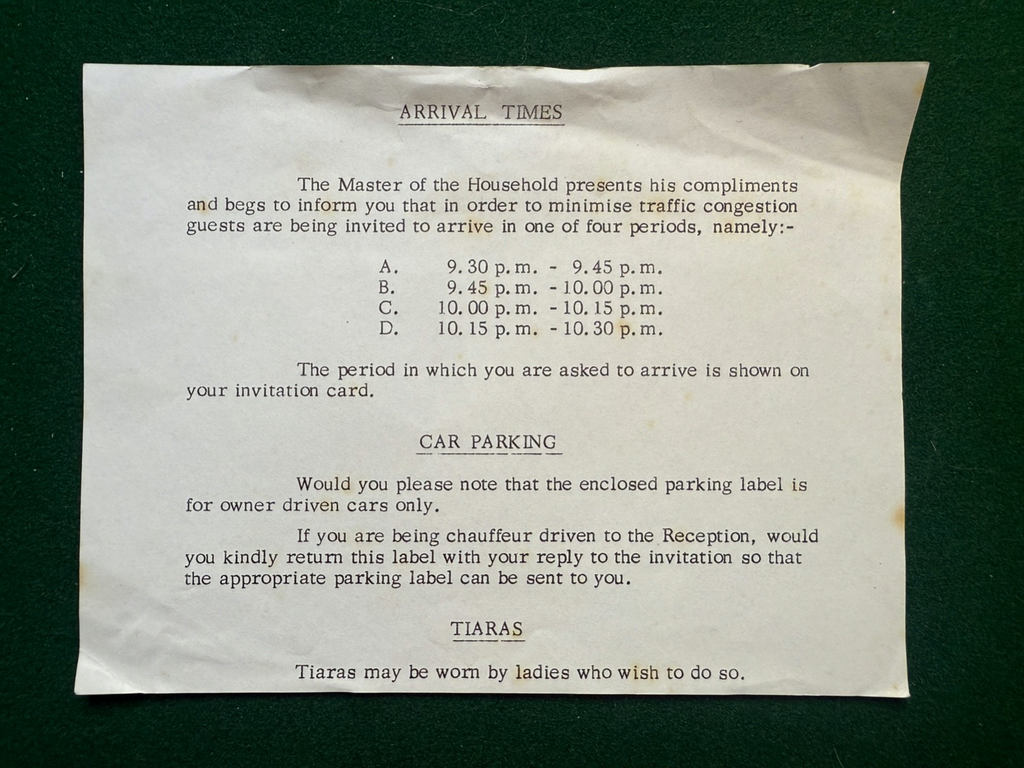 ARRIVAL TIMES
The Master of the Household presents his compliments
and begs to inform you that in order to minimise traffic congestion
guests are being invited to arrive in one of four periods, namely:-
A. 9.30 p.m. - 9.45 p.m.
B. 9.45 p.m. - 10.00 p.m.
C. 10.00 p.m. - 10.15 p.m.
D. 10.15 p.m. - 10.30 p.m.
The period in which you are asked to arrive is shown on
your invitation card.
CAR PARKING
Would you please note that the enclosed parking label is
for owner driven cars only.
If you are being chauffeur driven to the Reception, would
you kindly return this label with your reply to the invitation so that
the appropriate parking label can be sent to you.
TIARAS
Tiaras may be worn by ladies who wish to do so.